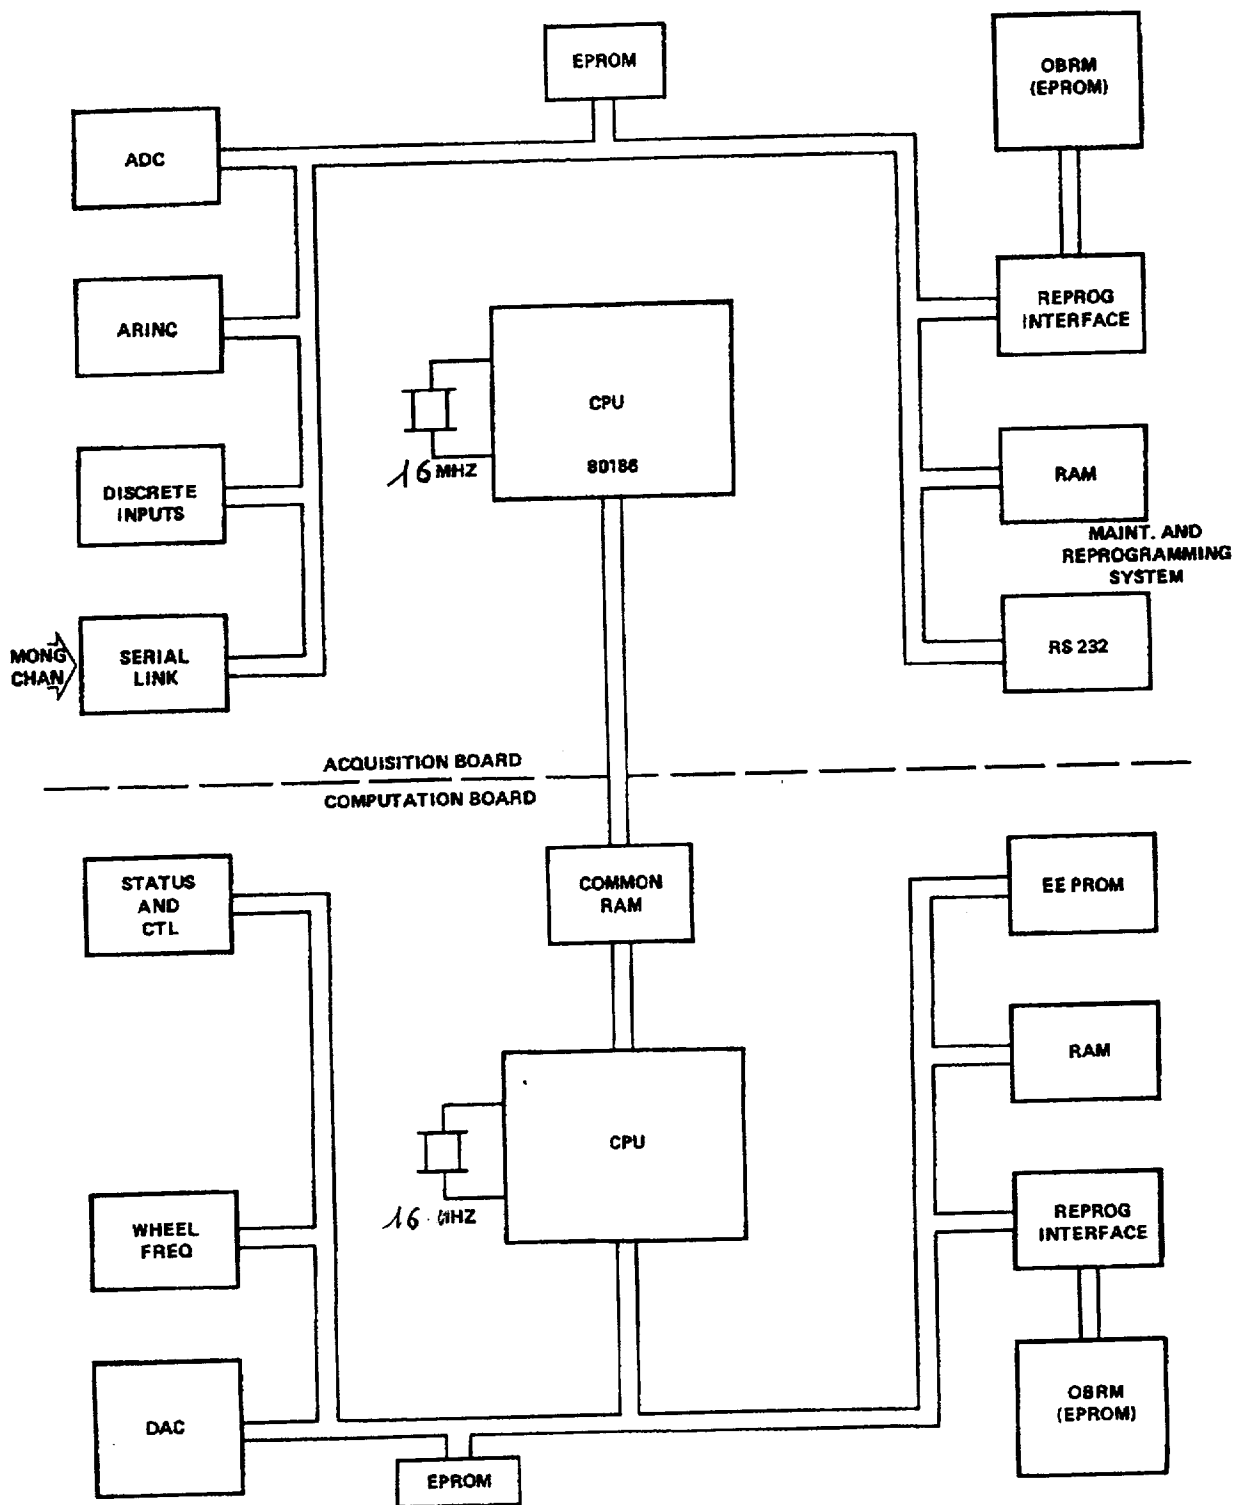 EPROM
OBRM
(EPROM)
ADC
ARINC
REPROG
INTERFACE
CPU
80186
16 MHZ
DISCRETE
INPUTS
RAM
MAINT. AND
REPROGRAMMING
SYSTEM
MONG
CHAN
SERIAL
LINK
RS 232
ACQUISITION BOARD
COMPUTATION BOARD
STATUS
AND
CTL
COMMON
RAM
EE PROM
RAM
CPU
16 MHZ
WHEEL
FREQ
REPROG
INTERFACE
DAC
OBRM
(EPROM)
EPROM